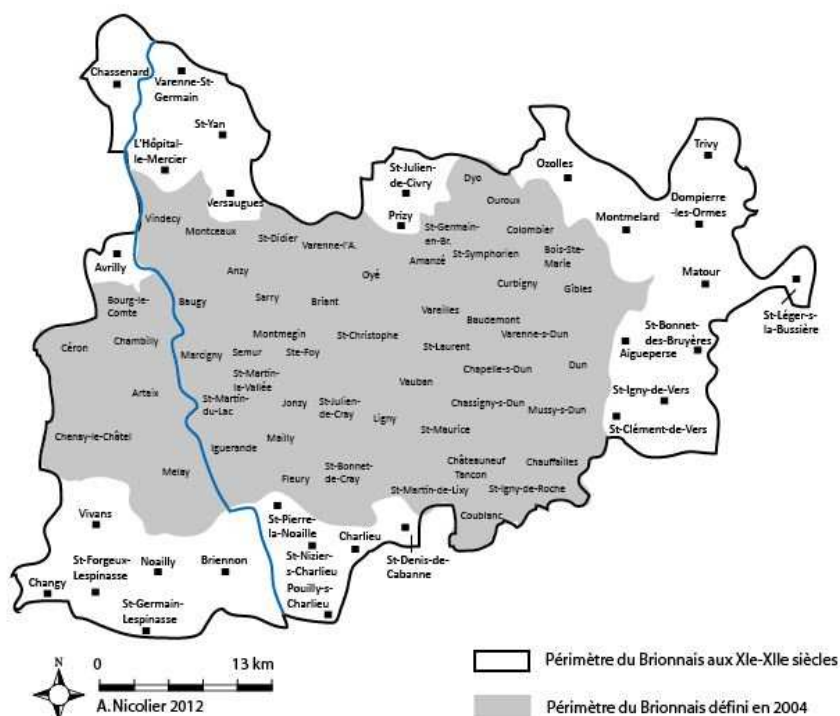 Chassenard
Varenne-St-
Germain
St-Yan
L'Hôpital-
le-Mercier
Versaugues
St-Julien-
de-Civry
Prizy
Ozolles
Trivy
Dompierre
-les-Ormes
Montmelard
Matour
St-Léger-s-
la-Bussière
St-Bonnet-
des-Bruyères
Aigueperse
St-Igny-de-Vers
St-Clément-de-Vers
Dyo
Ouroux
Vindecy
Montceaux
St-Didier
Varenne-l'A.
St-Germain-
en-Br.
Colombier
Amanzé
St-Symphorien
Bois-Ste-
Marie
Avrilly
Anzy
Oyé
Curbigny
Gibles
Bourg-le-
Comte
Baugy
Sarry
Briant
Vareilles
Baudemont
Céron
Chambilly
Montmegin
St-Christophe
Varenne-s-Dun
Marcigny
Semur
Ste-Foy
St-Laurent
Chapelle-s-Dun
Dun
St-Martin-
la-Vallée
Vauban
Artaix
St-Martin-
du-Lac
Jonzy
St-Julien-
de-Cray
Ligny
Chassigny-s-Dun
Mussy-s-Dun
Chenay-le-Châtel
Iguerande
Mailly
St-Maurice
Melay
Fleury
St-Bonnet-
de-Cray
Châteauneuf
Tancon
Chauffailles
St-Martin-de-Lixy
St-Igny-de-Roche
Coublanc
Vivans
St-Pierre-
la-Noaille
St-Nizier-
s-Charlieu
Charlieu
St-Denis-de-
Cabanne
Pouilly-s-
Charlieu
St-Forgeux-
Lespinasse
Noailly
Briennon
Changy
St-Germain-
Lespinasse
N
0 13 km
A. Nicolier 2012
Périmètre du Brionnais aux XIe-XIIe siècles
Périmètre du Brionnais défini en 2004